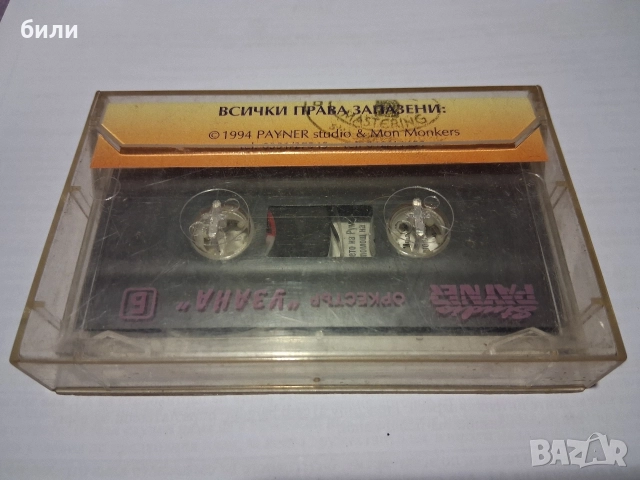 били
ВСИЧКИ ПРАВА ЗАПАЗЕНИ:
MASTERING
© 1994 PAYNER studio & Mon Monkers
Studio
PAYNER
ОРКЕСТЪР "УЗАНА"
Б
BAZAR